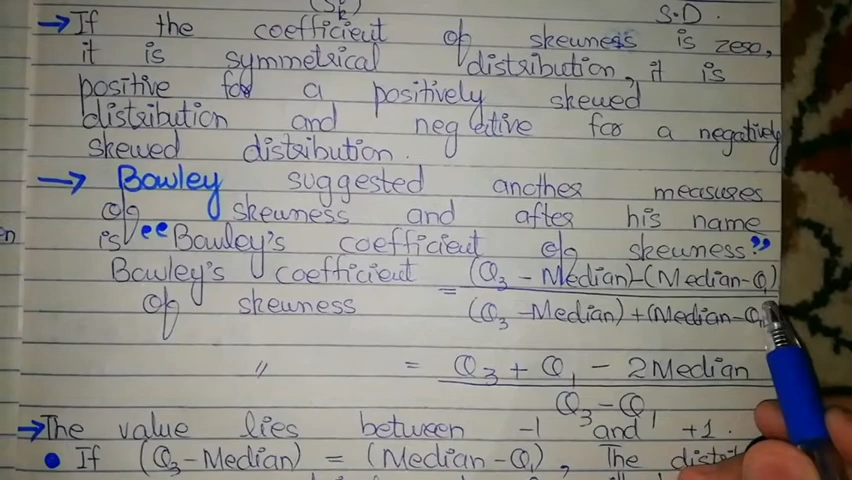 (Sk)
S.D.
→ If the coefficient of skewness is zero,
it is symmetrical distribution, it is
positive for a positively skewed
distribution and negative for a negatively
skewed distribution.
→ Bowley suggested another measures
of skewness and after his name
is "Bowley's coefficient of skewness"
Bowley's coefficient of skewness = (Q₃ - Median) - (Median - Q₁)
(Q₃ - Median) + (Median - Q₁)
" = Q₃ + Q₁ - 2Median
Q₃ - Q₁
→ The value lies between -1 and +1.
• If (Q₃ - Median) = (Median - Q₁), The